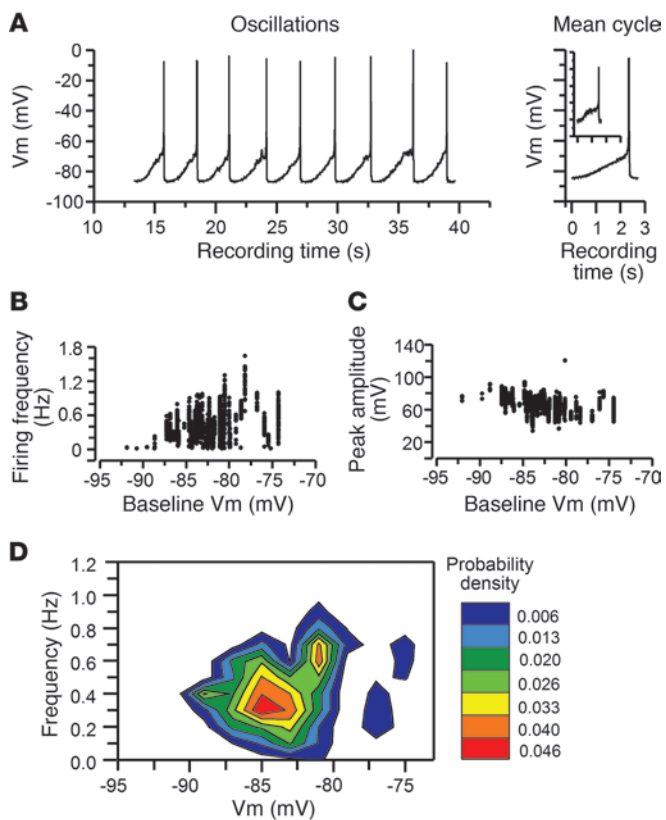 A
Oscillations
Mean cycle
Vm (mV)
0
-20
-40
-60
-80
-100
10 15 20 25 30 35 40
Recording time (s)
Vm (mV)
0 1 2 3
Recording
time (s)
B
Firing frequency
(Hz)
1.8
1.2
0.6
0
-95 -90 -85 -80 -75 -70
Baseline Vm (mV)
C
Peak amplitude
(mV)
140
100
60
20
-95 -90 -85 -80 -75 -70
Baseline Vm (mV)
D
Frequency (Hz)
1.2
1.0
0.8
0.6
0.4
0.2
0.0
-95 -90 -85 -80 -75
Vm (mV)
Probability
density
0.006
0.013
0.020
0.026
0.033
0.040
0.046